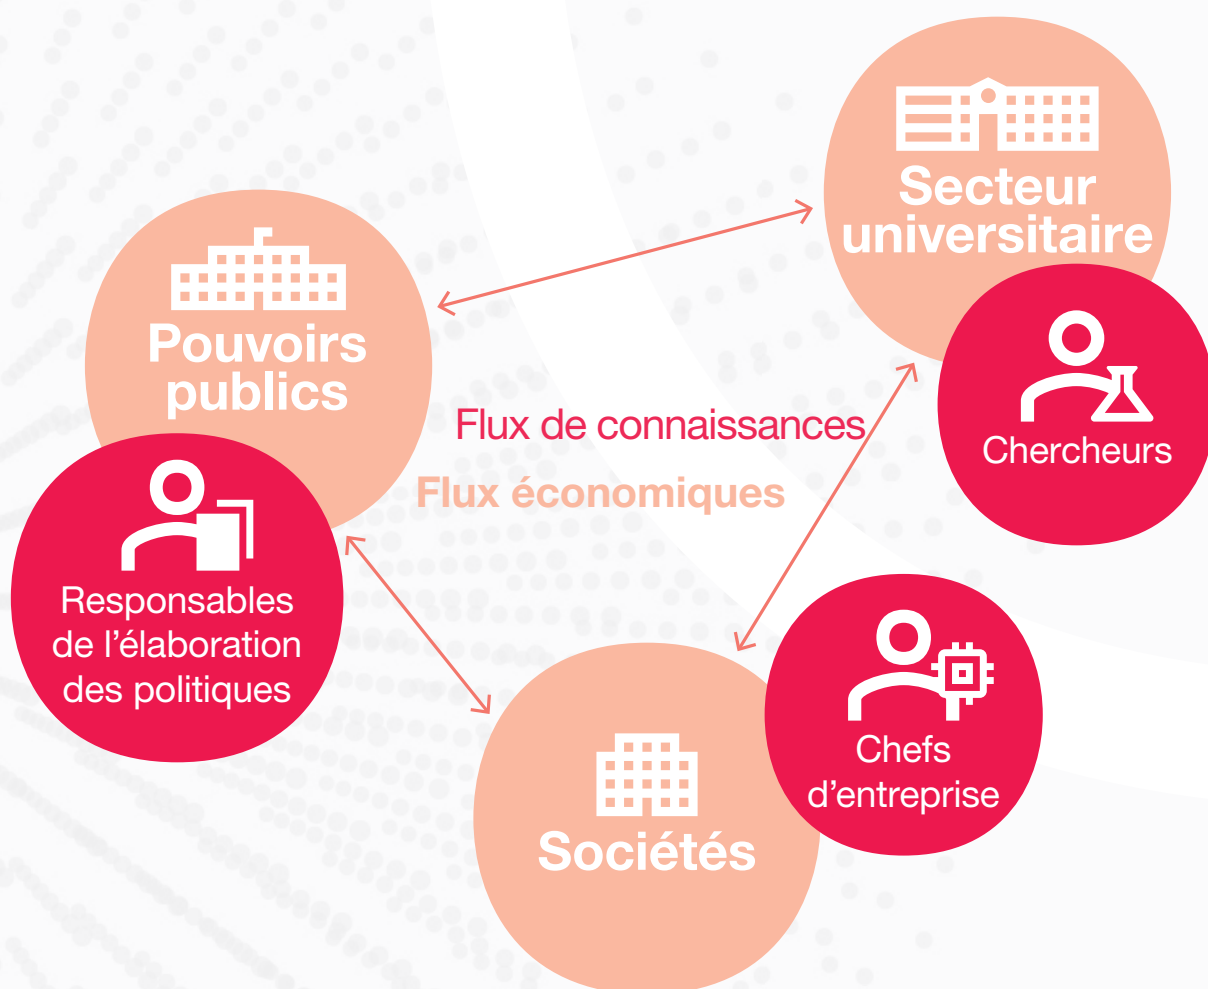 Secteur
universitaire
Chercheurs
Pouvoirs
publics
Responsables
de l’élaboration
des politiques
Flux de connaissances
Flux économiques
Chefs
d’entreprise
Sociétés